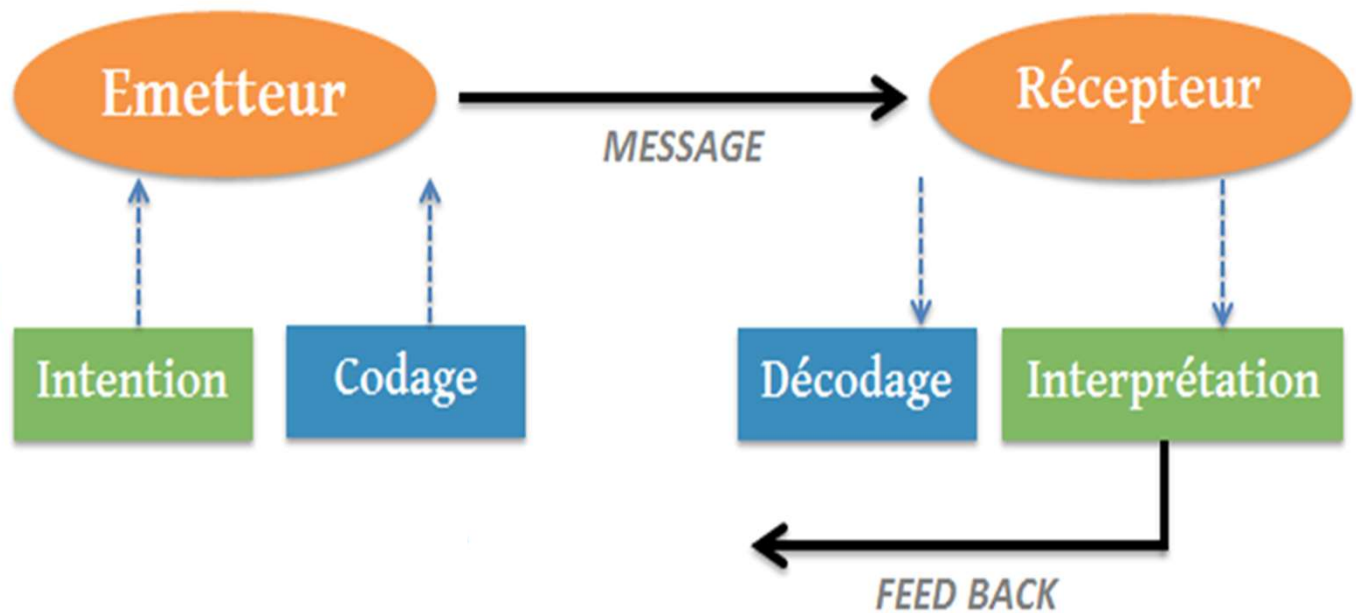 Emetteur
Récepteur
MESSAGE
Intention
Codage
Décodage
Interprétation
FEED BACK